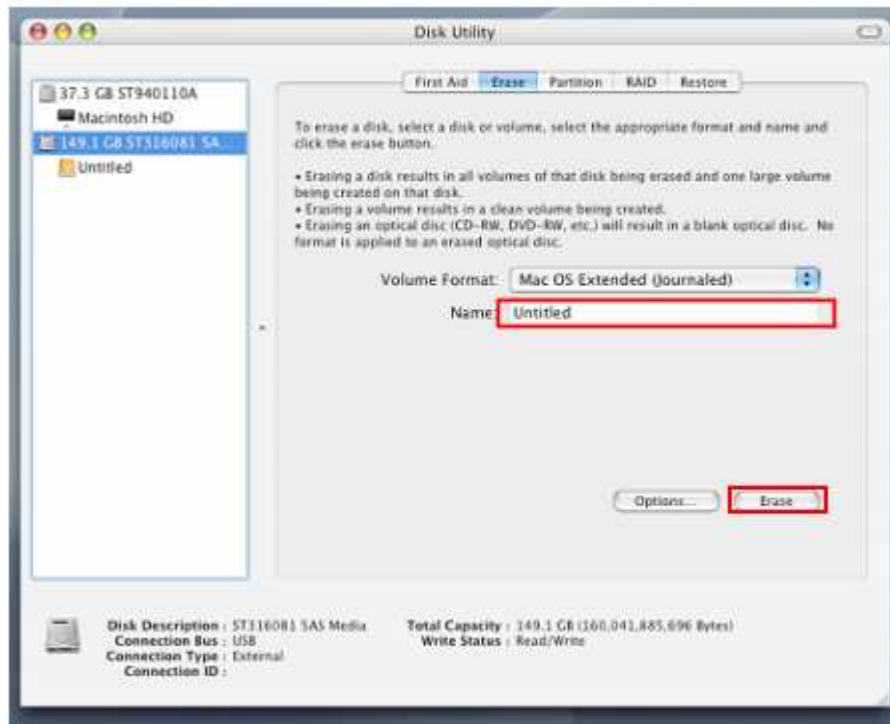 Disk Utility
37.3 GB ST940110A
Macintosh HD
149.1 GB ST316081 SA...
Untitled
First Aid Erase Partition RAID Restore
To erase a disk, select a disk or volume, select the appropriate format and name and
click the erase button.
• Erasing a disk results in all volumes of that disk being erased and one large volume
being created on that disk.
• Erasing a volume results in a clean volume being created.
• Erasing an optical disc (CD-RW, DVD-RW, etc.) will result in a blank optical disc. No
format is applied to an erased optical disc.
Volume Format: Mac OS Extended (Journaled)
Name: Untitled
Options... Erase
Disk Description : ST316081 SAS Media Total Capacity : 149.1 GB (160,041,885,696 Bytes)
Connection Bus : USB Write Status : Read/Write
Connection Type : External
Connection ID :